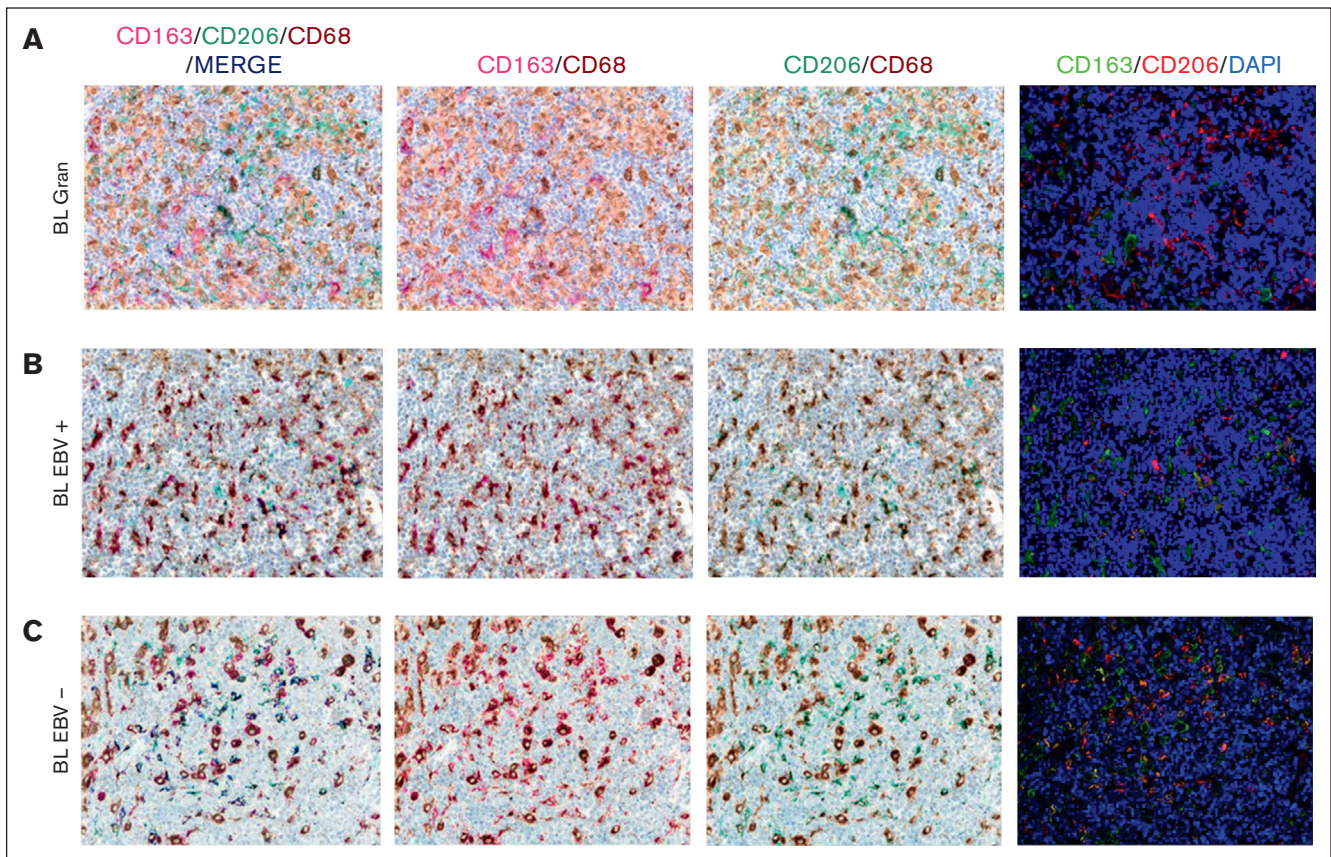 A
CD163/CD206/CD68
/MERGE
CD163/CD68
CD206/CD68
CD163/CD206/DAPI
BL Gran
B
BL EBV +
C
BL EBV −